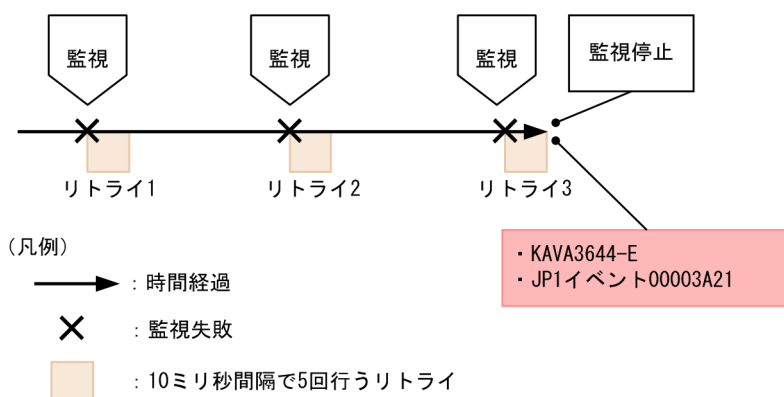 監視
監視
監視
監視停止
リトライ1
リトライ2
リトライ3
・KAVA3644-E
・JP1イベント00003A21
(凡例)
：時間経過
：監視失敗
：10ミリ秒間隔で5回行うリトライ